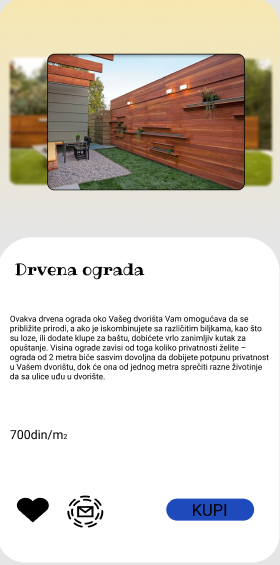 Drvena ograda
Ovakva drvena ograda oko Vašeg dvorišta Vam omogućava da se
približite prirodi, a ako je iskombinujete sa različitim biljkama, kao što
su loze, ili dodate klupe za baštu, dobićete vrlo zanimljiv kutak za
opuštanje. Visina ograde zavisi od toga koliko privatnosti želite –
ograda od 2 metra biće sasvim dovoljna da dobijete potpunu privatnost
u Vašem dvorištu, dok će ona od jednog metra sprečiti razne životinje
da sa ulice uđu u dvorište.
700din/m2
KUPI